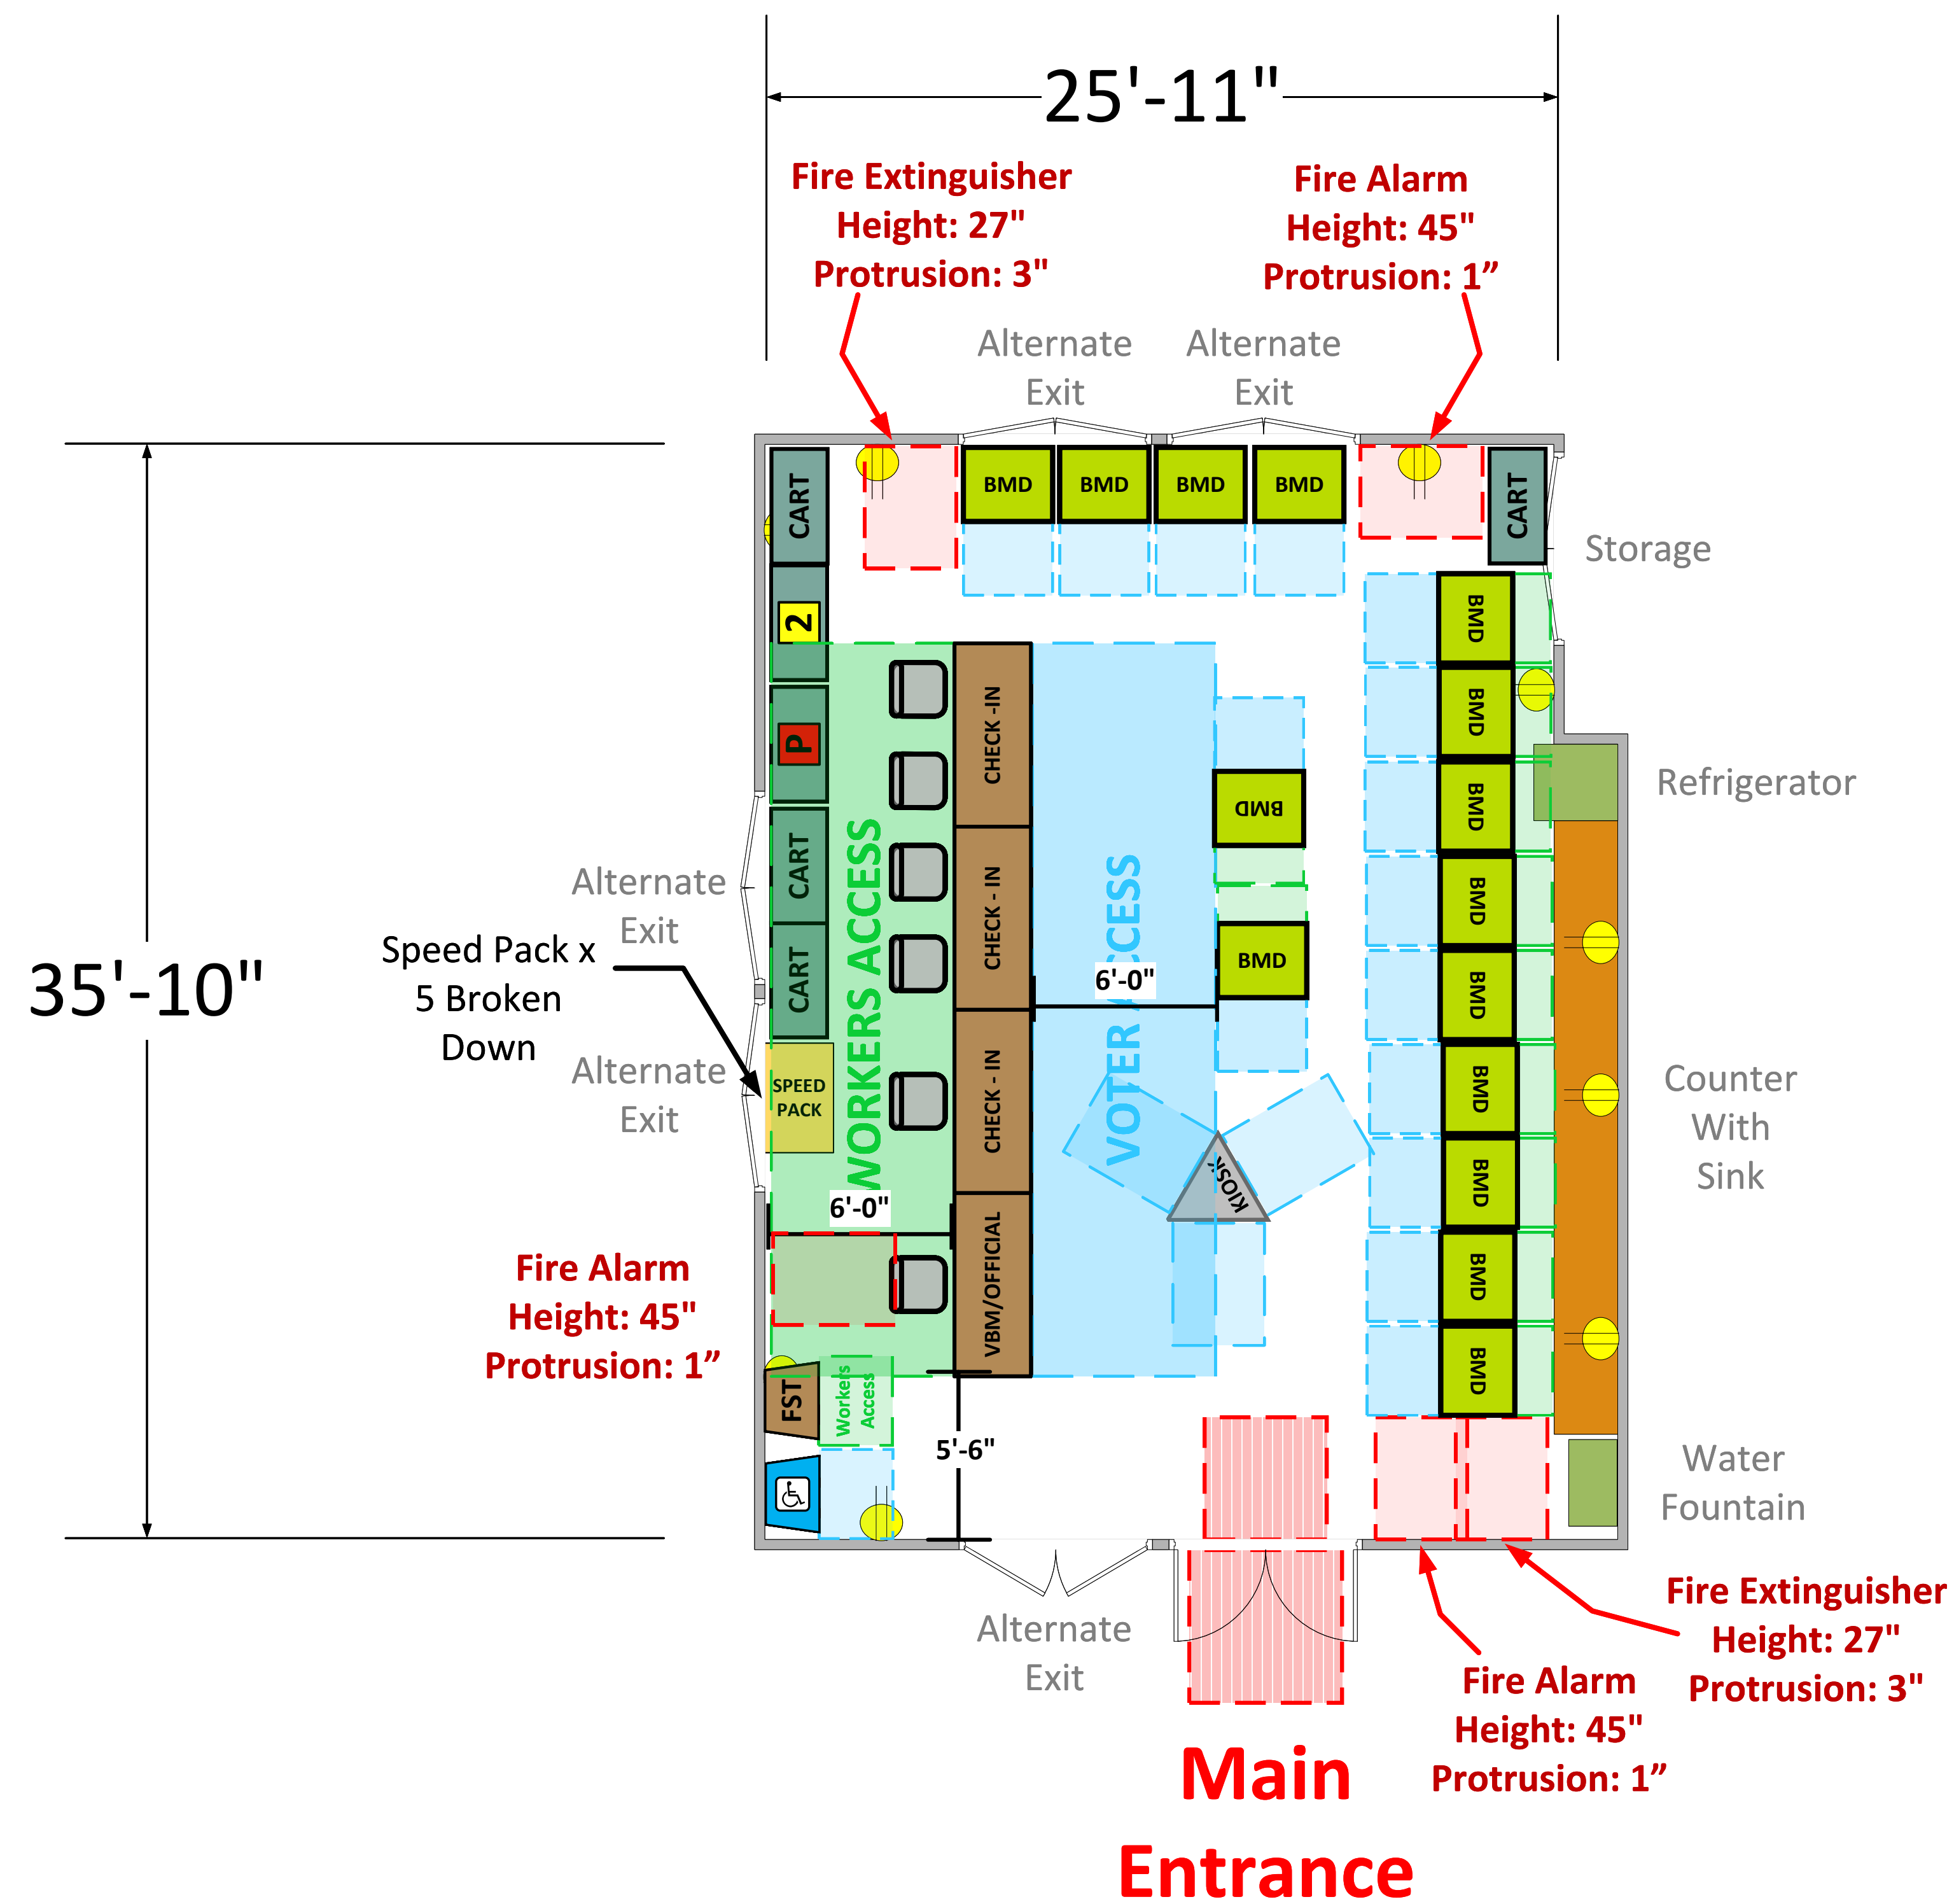 25'-11"
Fire Extinguisher
Height: 27"
Protrusion: 3"
Fire Alarm
Height: 45"
Protrusion: 1”
Alternate
Exit
Alternate
Exit
CART
BMD
BMD
BMD
BMD
CART
Storage
2
P
CART
CART
SPEED
PACK
WORKERS ACCESS
CHECK -IN
CHECK - IN
CHECK - IN
VBM/OFFICIAL
VOTER ACCESS
6'-0"
6'-0"
BMD
BMD
KIOSK
BMD
BMD
BMD
BMD
BMD
BMD
BMD
BMD
BMD
Refrigerator
Counter
With
Sink
Water
Fountain
Alternate
Exit
Speed Pack x
5 Broken
Down
Alternate
Exit
35'-10"
Fire Alarm
Height: 45"
Protrusion: 1”
FST
Workers
Access
5'-6"
Alternate
Exit
Fire Extinguisher
Height: 27"
Protrusion: 3"
Fire Alarm
Height: 45"
Protrusion: 1”
Main
Entrance